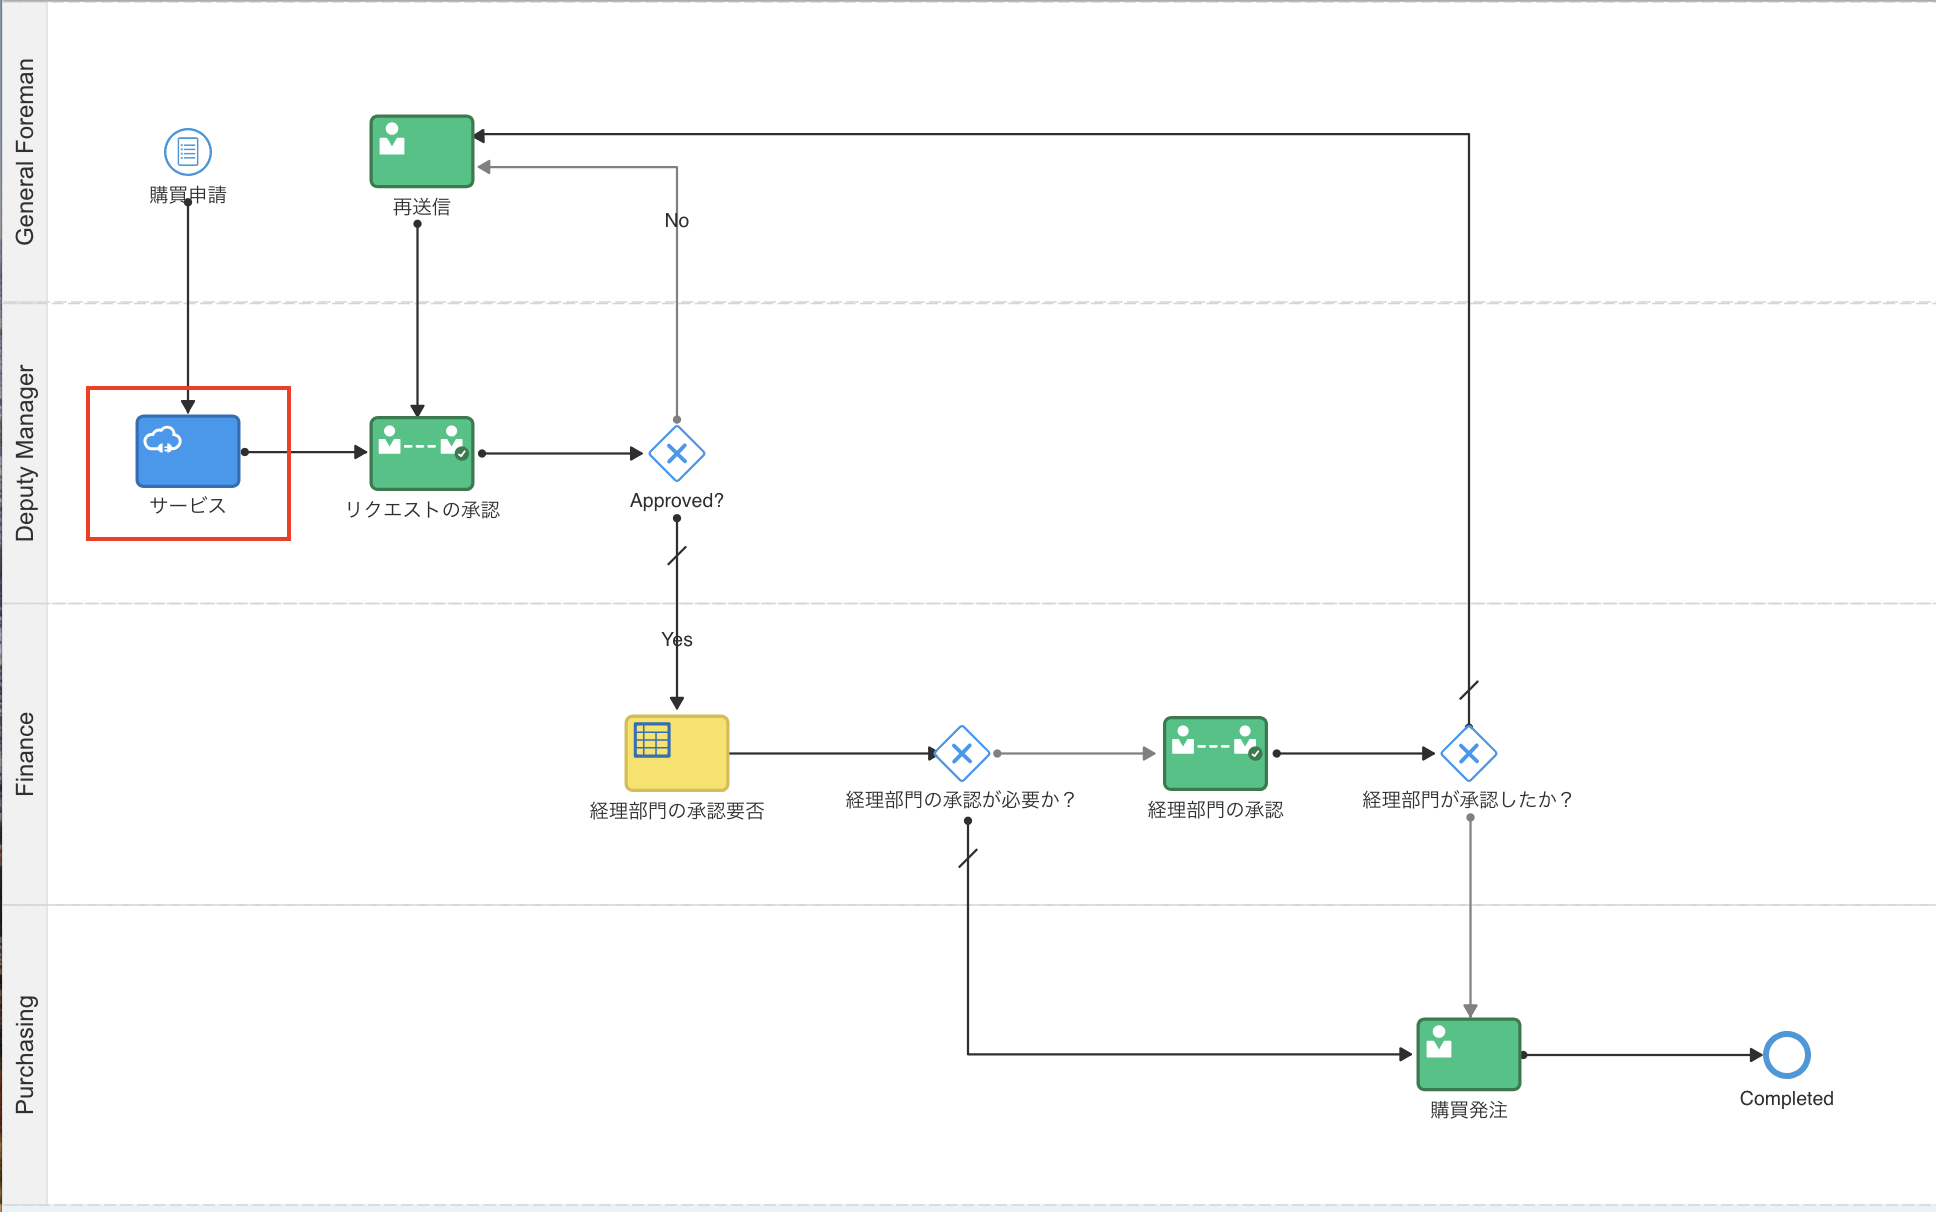 General Foreman
購買申請
再送信
No
Deputy Manager
サービス
リクエストの承認
Approved?
Yes
Finance
経理部門の承認要否
経理部門の承認が必要か？
経理部門の承認
経理部門が承認したか？
Purchasing
購買発注
Completed